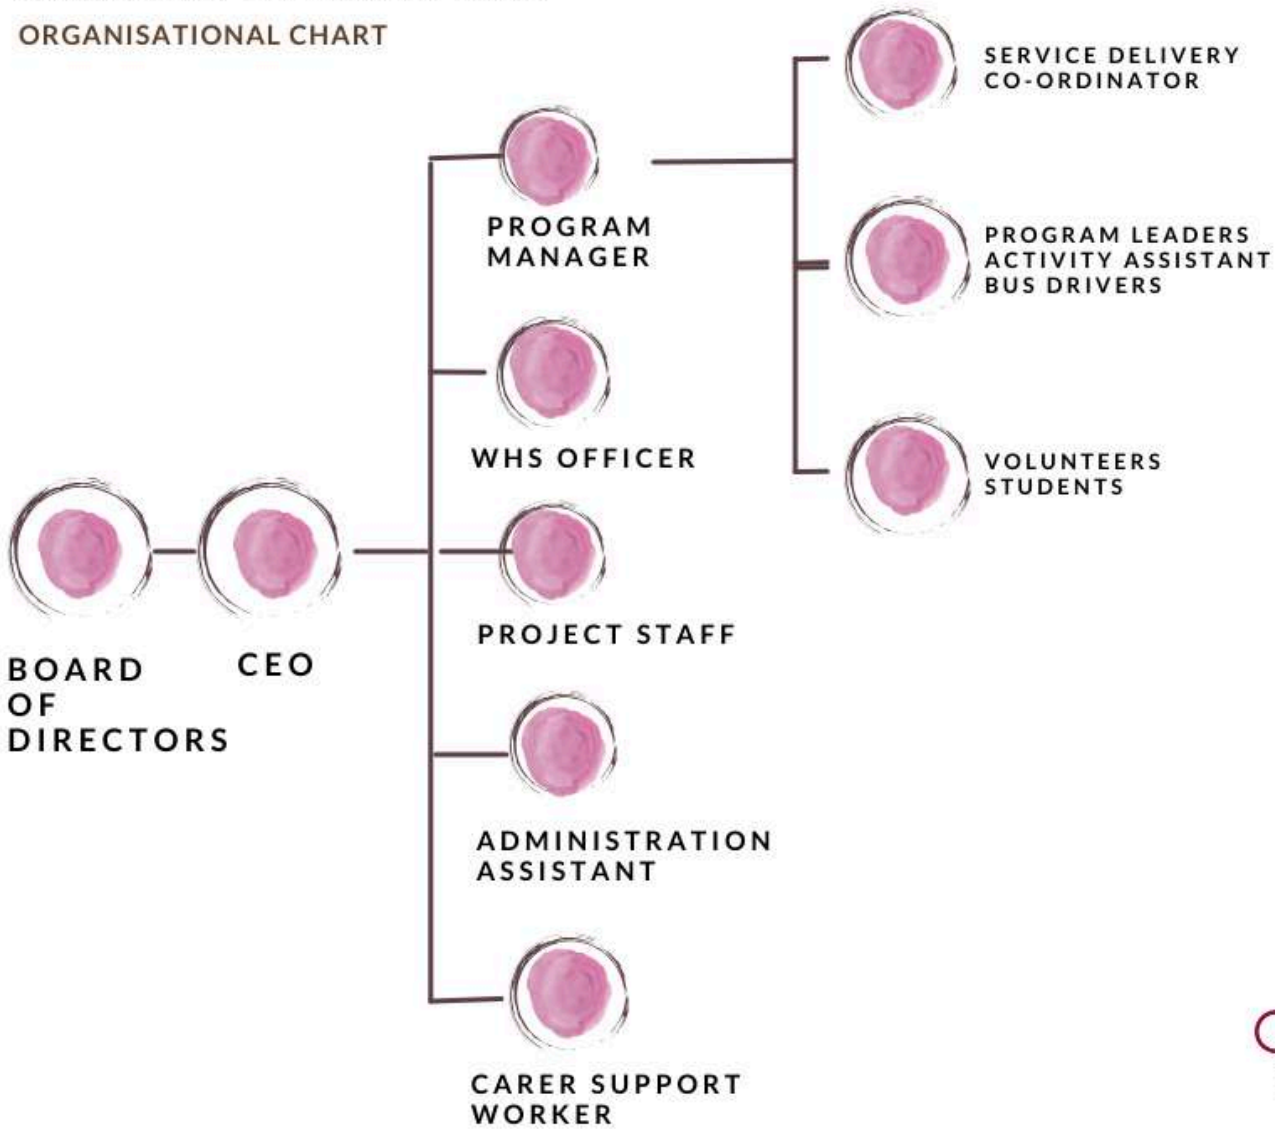 ORGANISATIONAL CHART
SERVICE DELIVERY
CO-ORDINATOR
PROGRAM
MANAGER
PROGRAM LEADERS
ACTIVITY ASSISTANT
BUS DRIVERS
WHS OFFICER
VOLUNTEERS
STUDENTS
PROJECT STAFF
BOARD
OF
DIRECTORS
CEO
ADMINISTRATION
ASSISTANT
CARER SUPPORT
WORKER